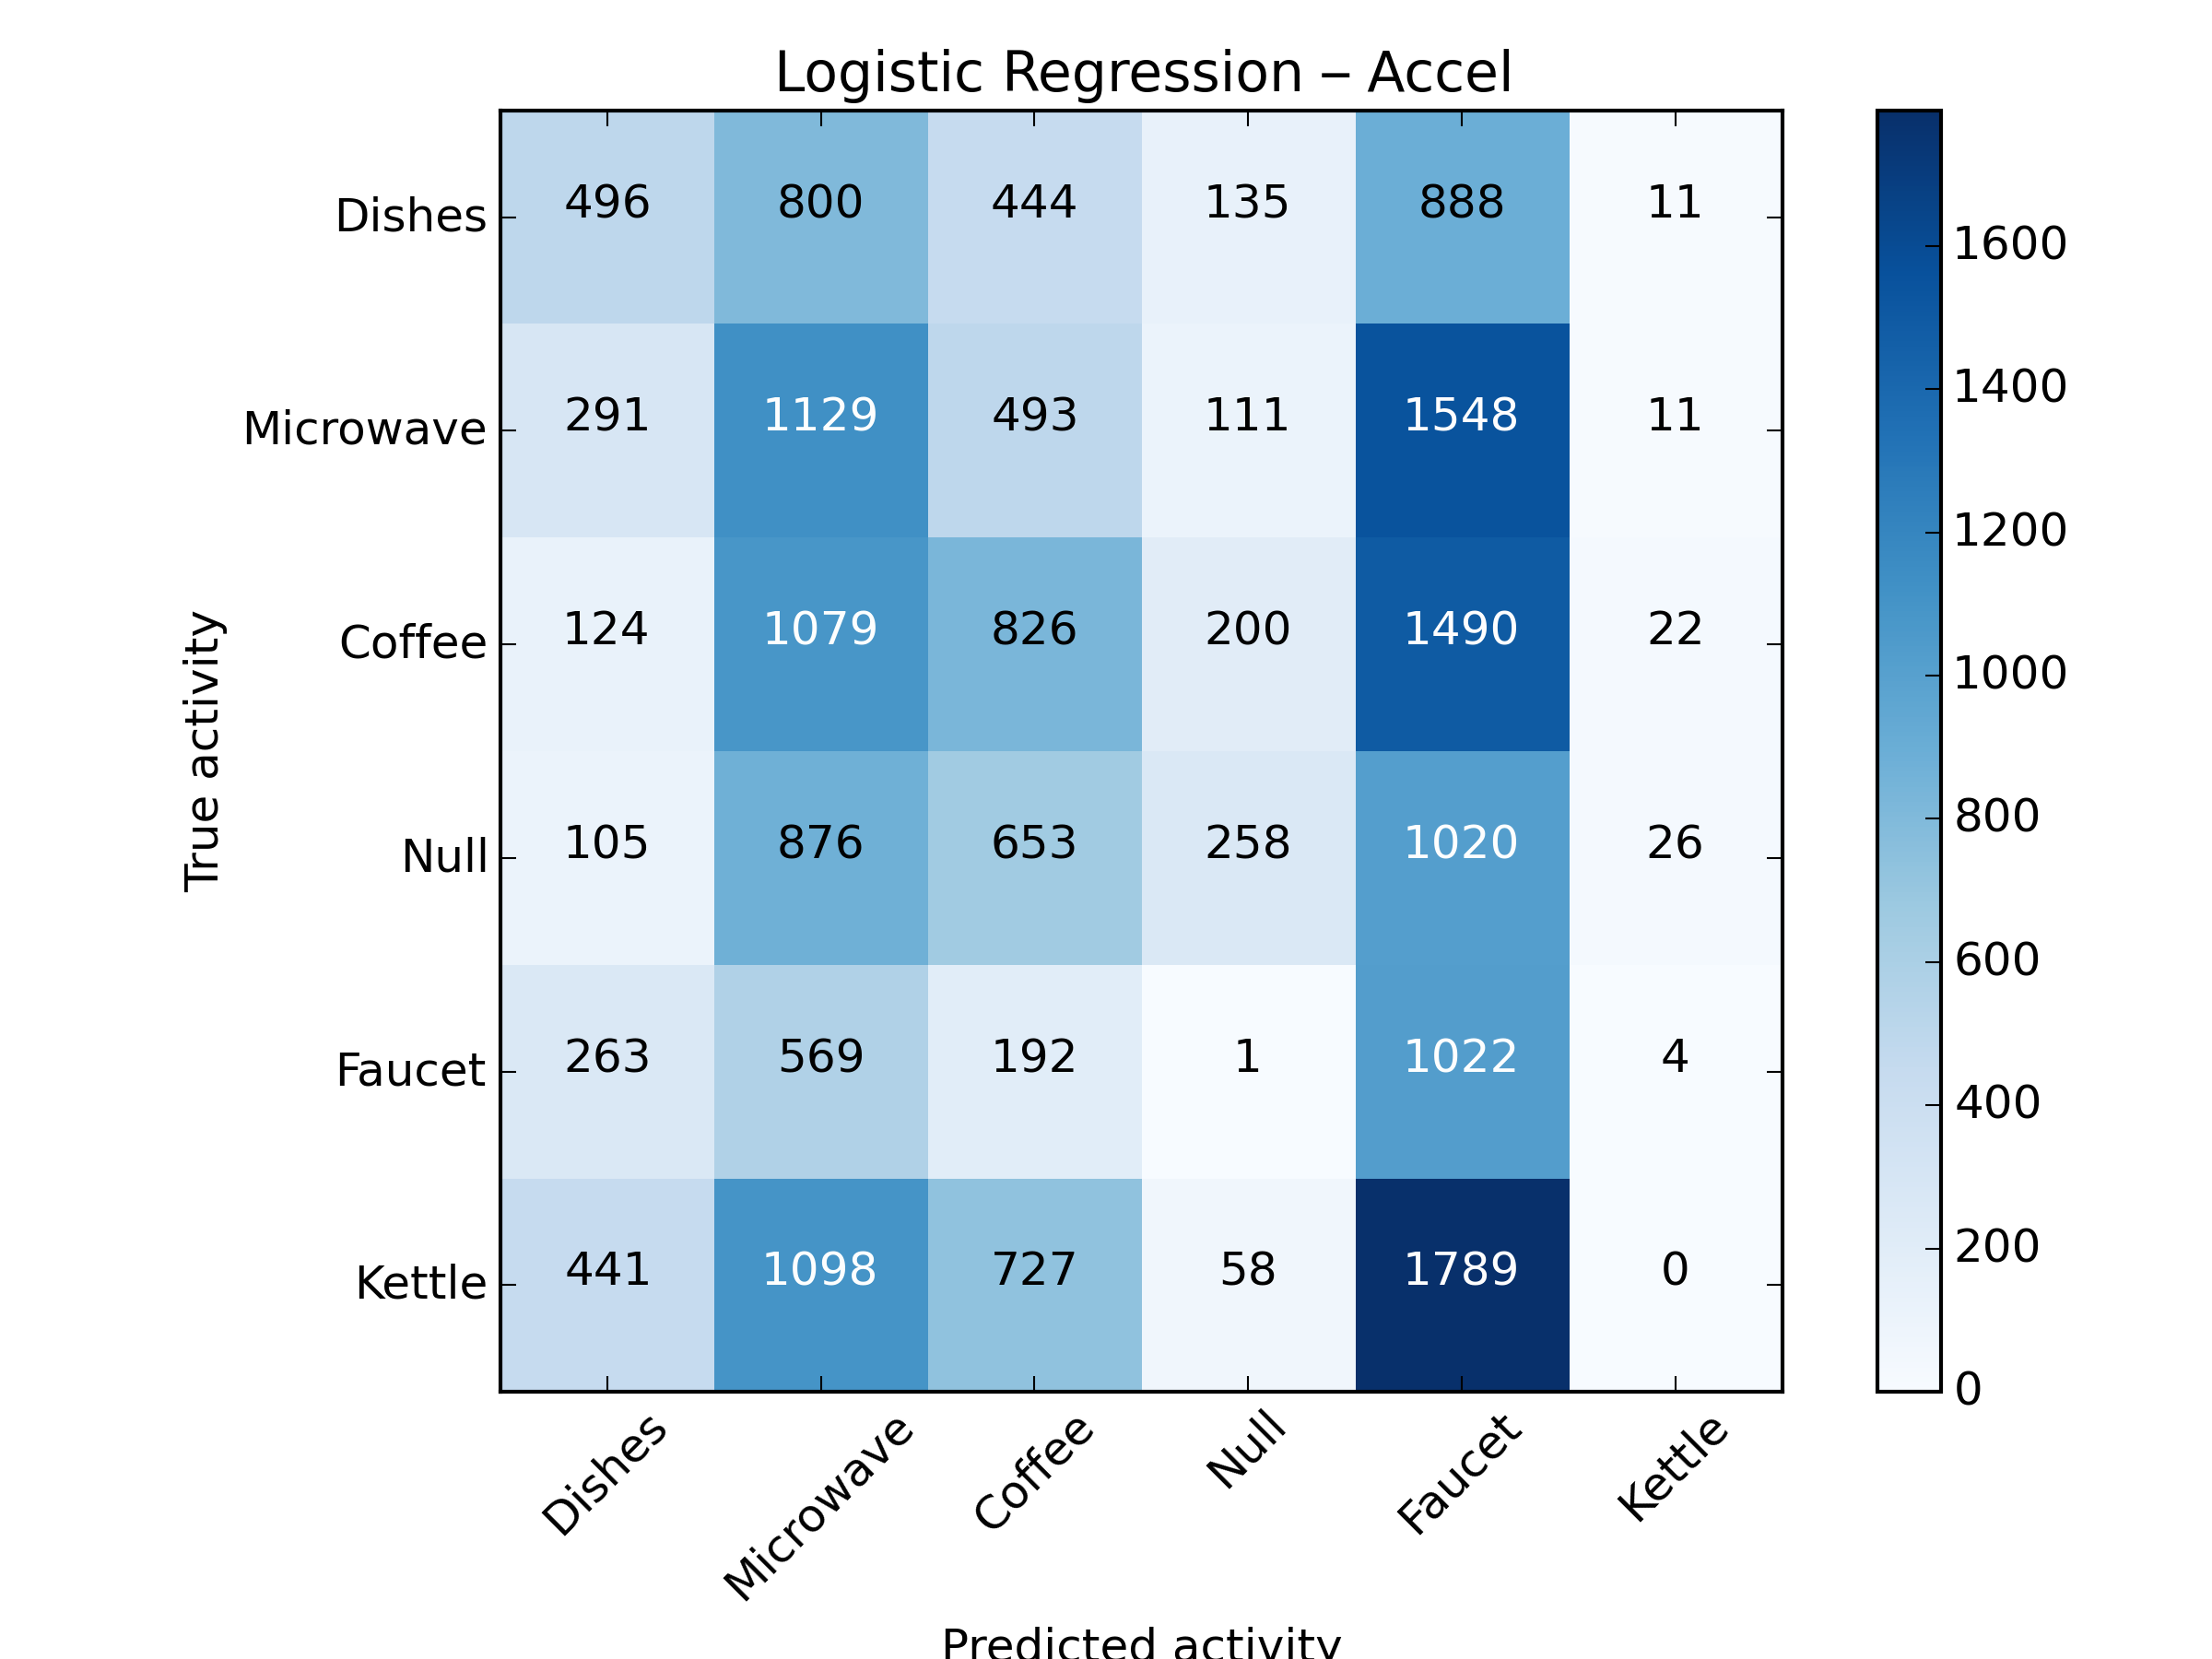 Logistic Regression – Accel
Dishes 496 800 444 135 888 11
Microwave 291 1129 493 111 1548 11
Coffee 124 1079 826 200 1490 22
Null 105 876 653 258 1020 26
Faucet 263 569 192 1 1022 4
Kettle 441 1098 727 58 1789 0
True activity
Dishes Microwave Coffee Null Faucet Kettle
Predicted activity
1600
1400
1200
1000
800
600
400
200
0